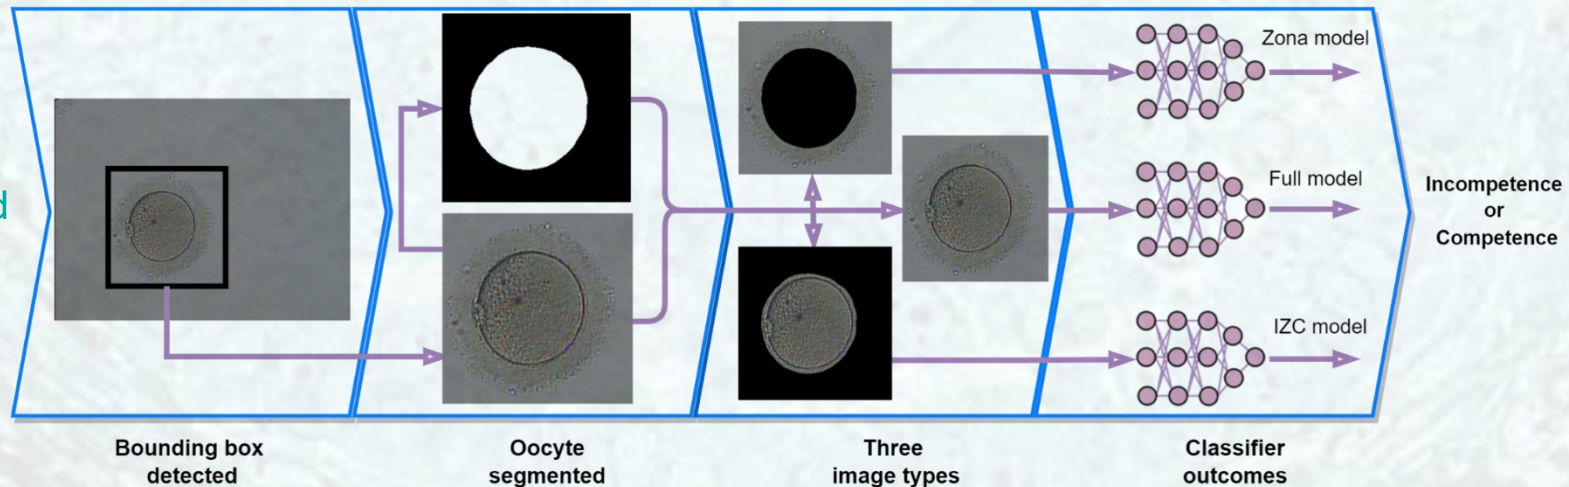 Zona model
Full model
IZC model
d
Incompetence
or
Competence
Bounding box
detected
Oocyte
segmented
Three
image types
Classifier
outcomes